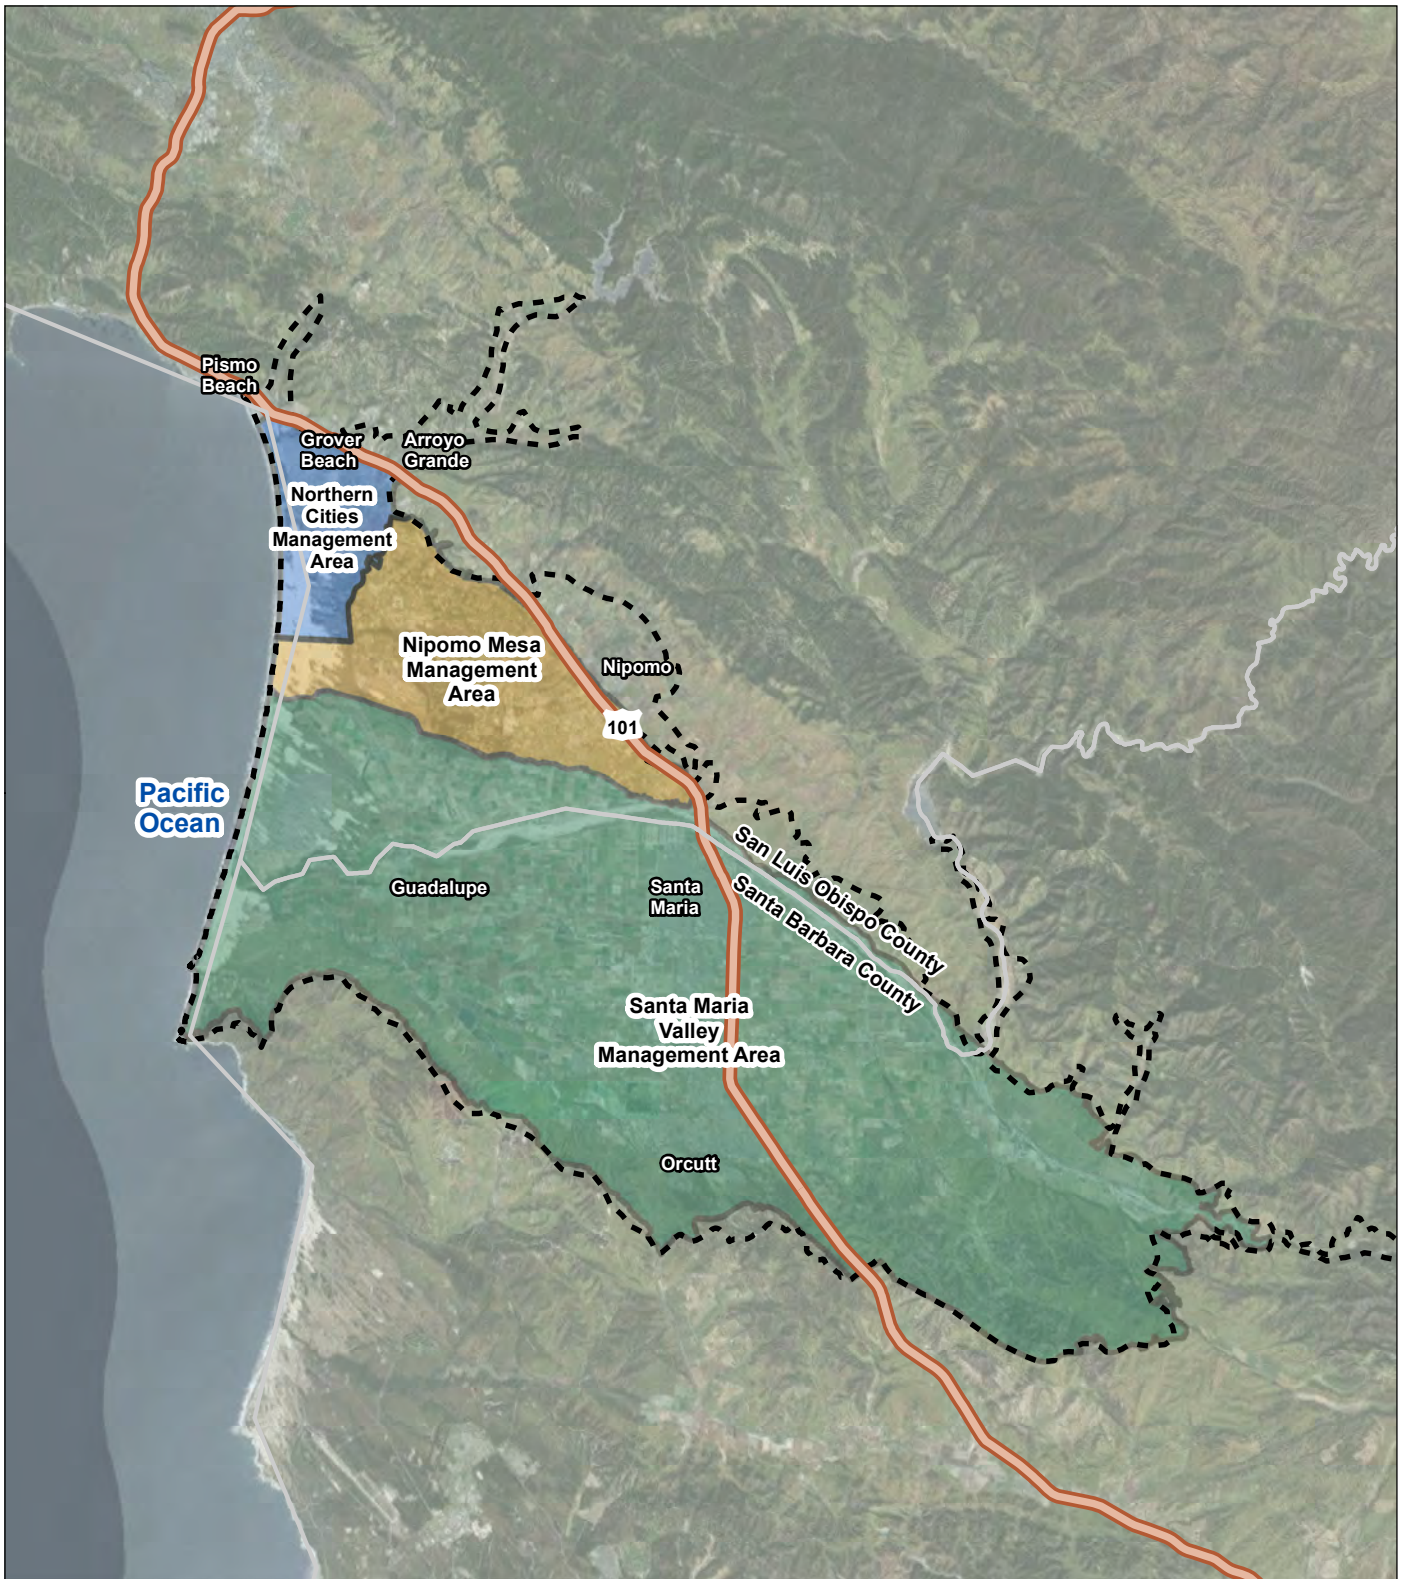 Pismo
Beach
Grover
Beach
Arroyo
Grande
Northern
Cities
Management
Area
Nipomo Mesa
Management
Area
Nipomo
101
Pacific
Ocean
San Luis Obispo County
Santa Barbara County
Guadalupe
Santa
Maria
Santa Maria
Valley
Management Area
Orcutt